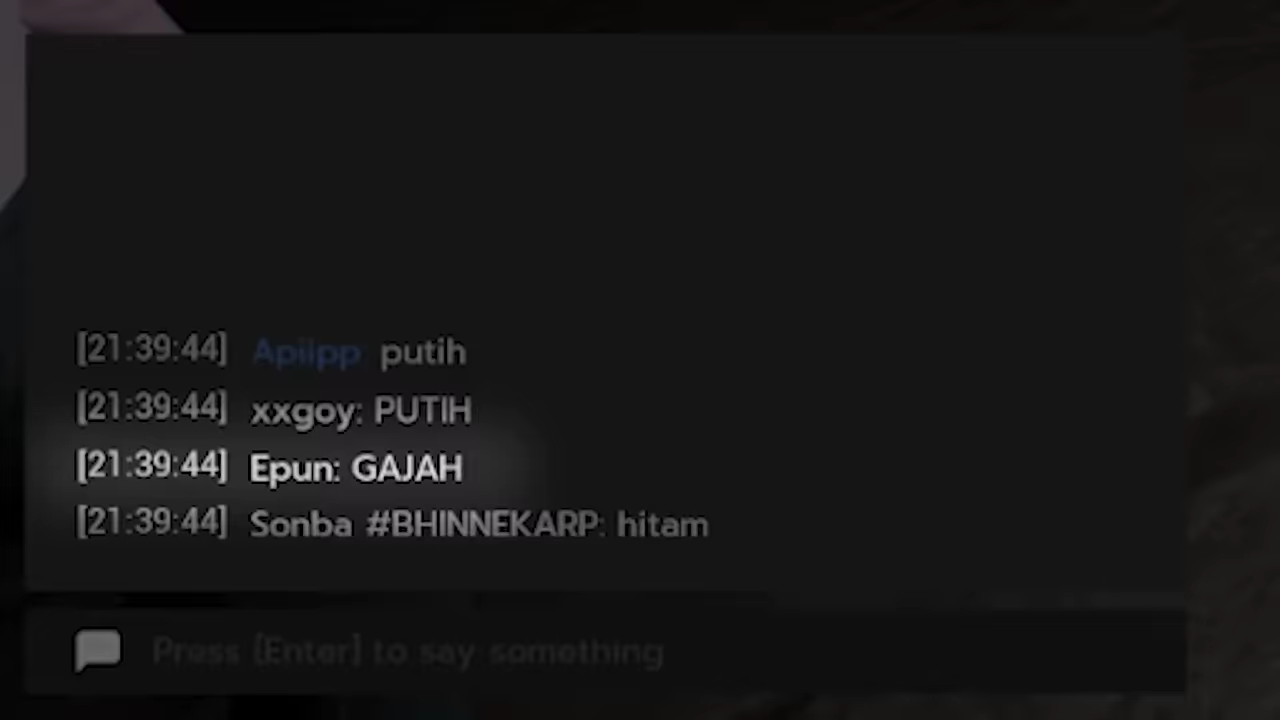 [21:39:44] Apiipp: putih
[21:39:44] xxgoy: PUTIH
[21:39:44] Epun: GAJAH
[21:39:44] Sonba #BHINNEKARP: hitam
Press [Enter] to say something